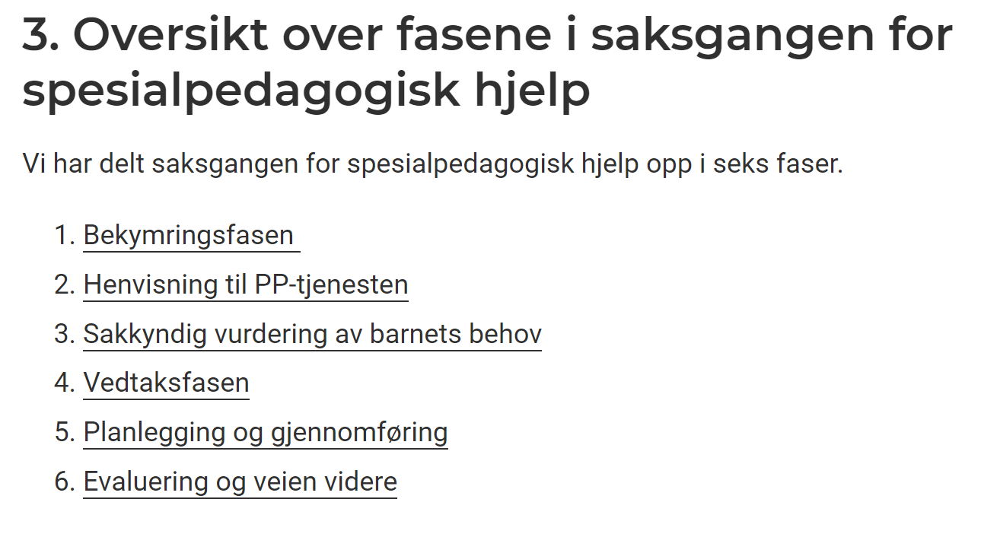 3. Oversikt over fasene i saksgangen for
spesialpedagogisk hjelp
Vi har delt saksgangen for spesialpedagogisk hjelp opp i seks faser.
1. Bekymringsfasen
2. Henvisning til PP-tjenesten
3. Sakkyndig vurdering av barnets behov
4. Vedtaksfasen
5. Planlegging og gjennomføring
6. Evaluering og veien videre